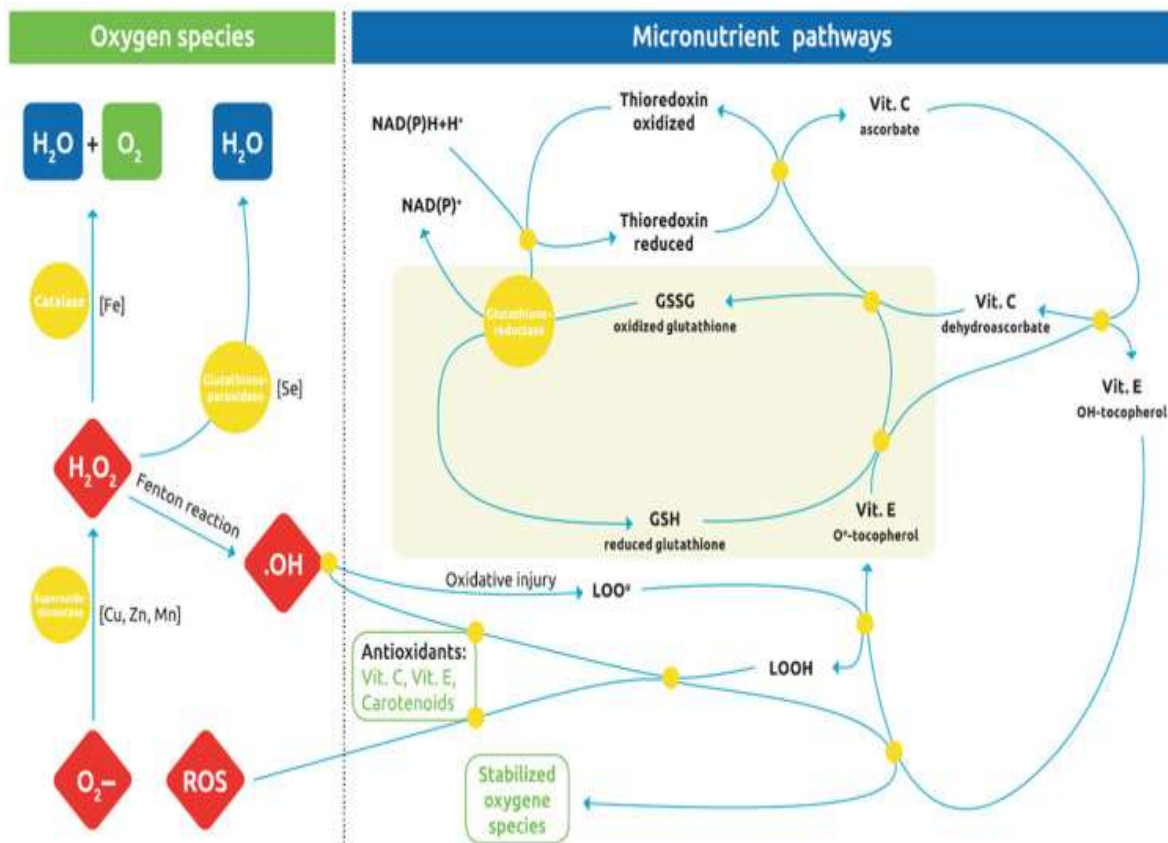 Oxygen species
Micronutrient pathways
H₂O + O₂
H₂O
NAD(P)H+H⁺
Thioredoxin
oxidized
Vit. C
ascorbate
NAD(P)⁺
Thioredoxin
reduced
Catalase
[Fe]
Glutathione-
reductase
GSSG
oxidized glutathione
Vit. C
dehydroascorbate
Glutathione-
peroxidase
[Se]
Vit. E
OH-tocopherol
H₂O₂
Fenton reaction
GSH
reduced glutathione
Vit. E
O°-tocopherol
.OH
Oxidative injury
LOO°
Superoxide-
dismutase
[Cu, Zn, Mn]
Antioxidants:
Vit. C, Vit. E,
Carotenoids
LOOH
O₂–
ROS
Stabilized
oxygene
species